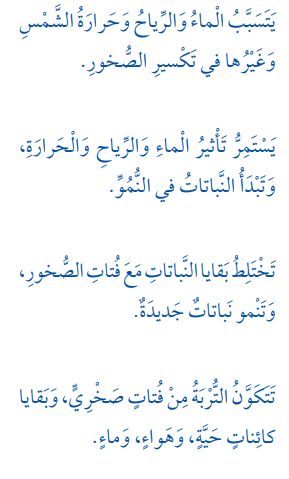 يَتَسَبَّبُ الْماءُ وَالرِّياحُ وَحَرارَةُ الشَّمْسِ
وَغَيْرُها في تَكْسيرِ الصُّخورِ.
يَسْتَمِرُّ تَأْثيرُ الْماءِ وَالرِّياحِ وَالْحَرارَةِ،
وَتَبْدَأُ النَّباتاتُ في النُّمُوِّ.
تَخْتَلِطُ بَقايا النَّباتاتِ مَعَ فُتاتِ الصُّخورِ،
وَتَنْمو نَباتاتٌ جَديدَةٌ.
تَتَكَوَّنُ التُّرْبَةُ مِنْ فُتاتٍ صَخْرِيٍّ، وَبَقايا
كائِناتٍ حَيَّةٍ، وَهَواءٍ، وَماءٍ.